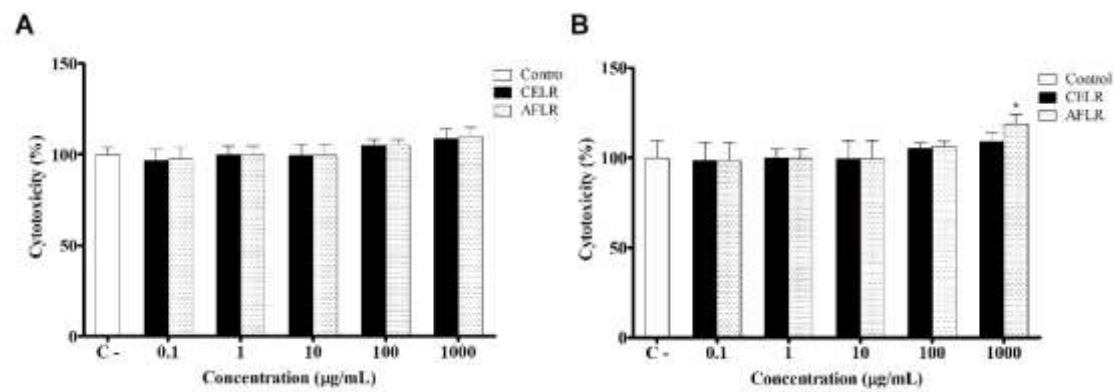 A
150
100
50
0
Cytotoxicity (%)
C - 0.1 1 10 100 1000
Concentration (µg/mL)
Contro
CELR
AFLR
B
150
100
50
0
Cytotoxicity (%)
C - 0.1 1 10 100 1000
Concentration (µg/mL)
Control
CELR
AFLR
*